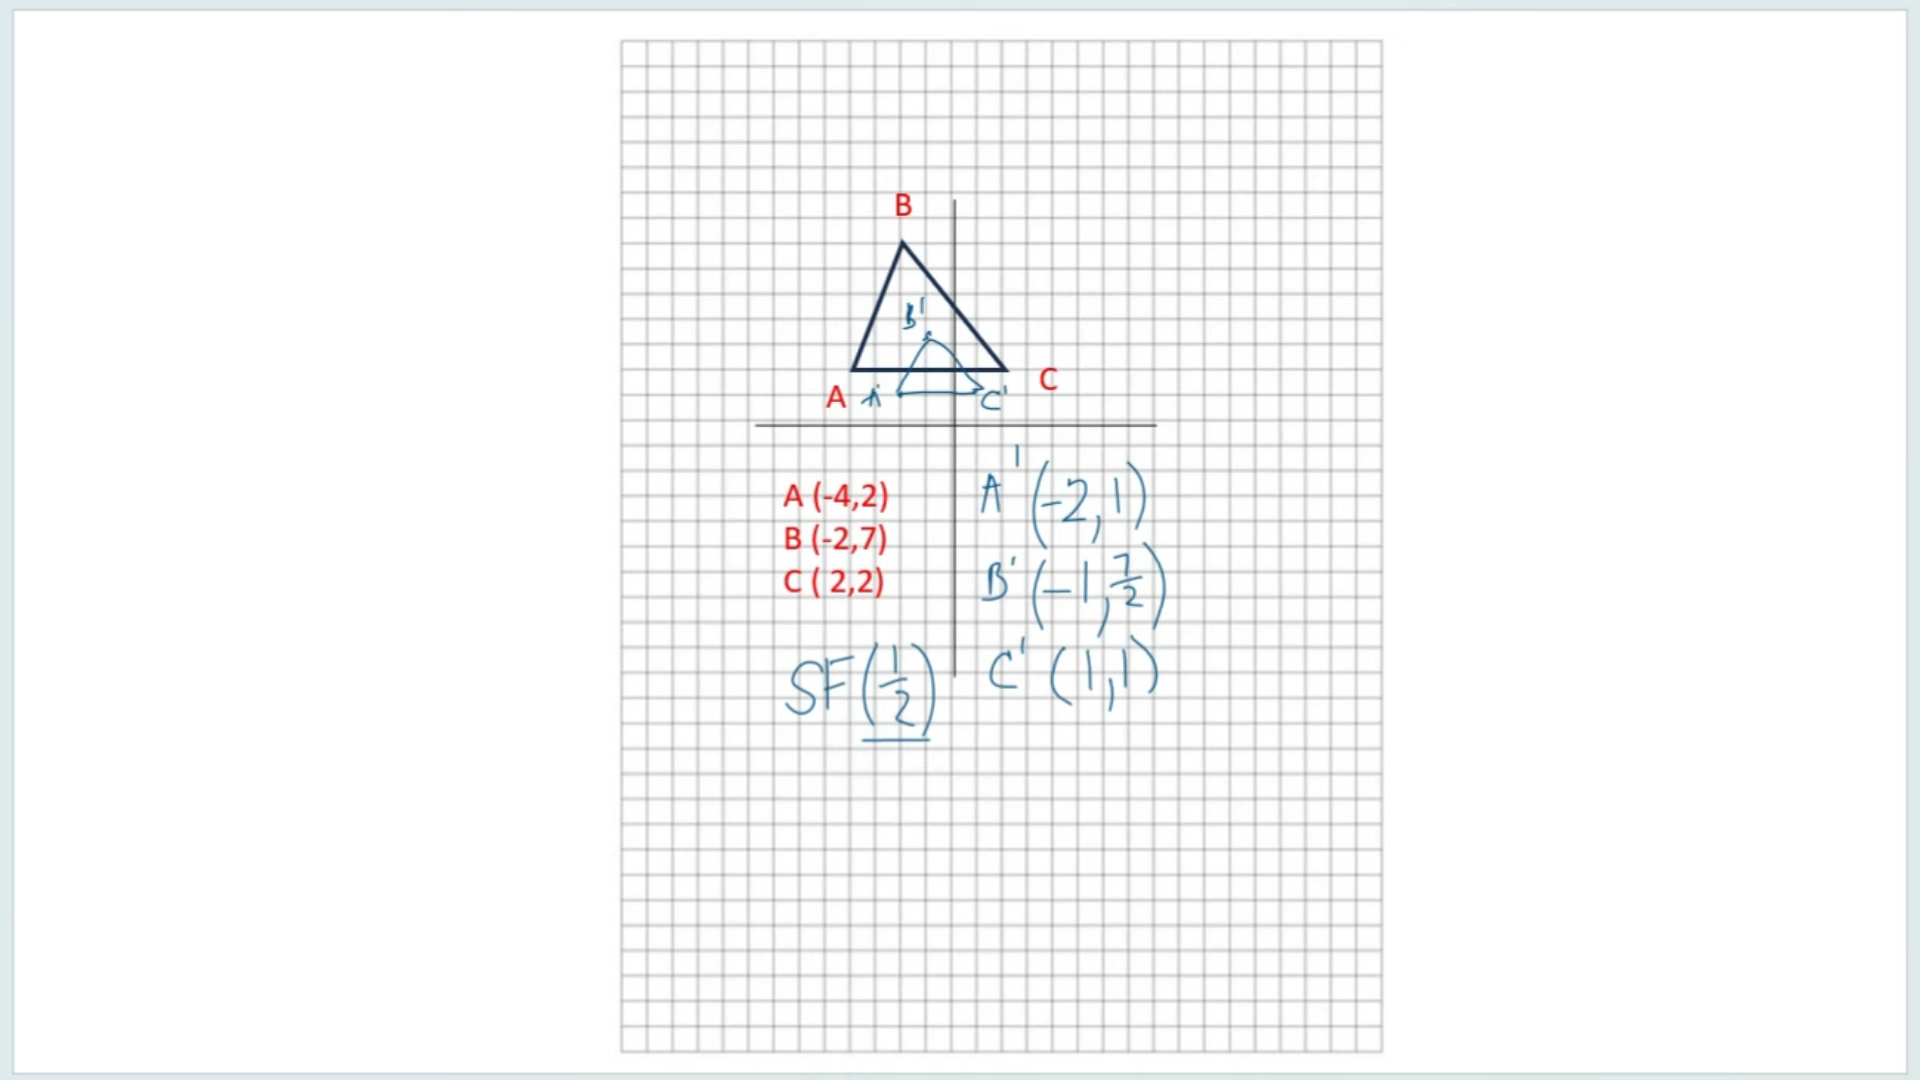 B
B'
A A' C' C
A (-4,2)
B (-2,7)
C ( 2,2)
SF(1/2)
A' (-2,1)
B' (-1,7/2)
C' (1,1)